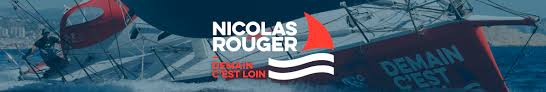 NICOLAS
ROUGER
DEMAIN
C'EST LOIN
DEMAIN
C'EST